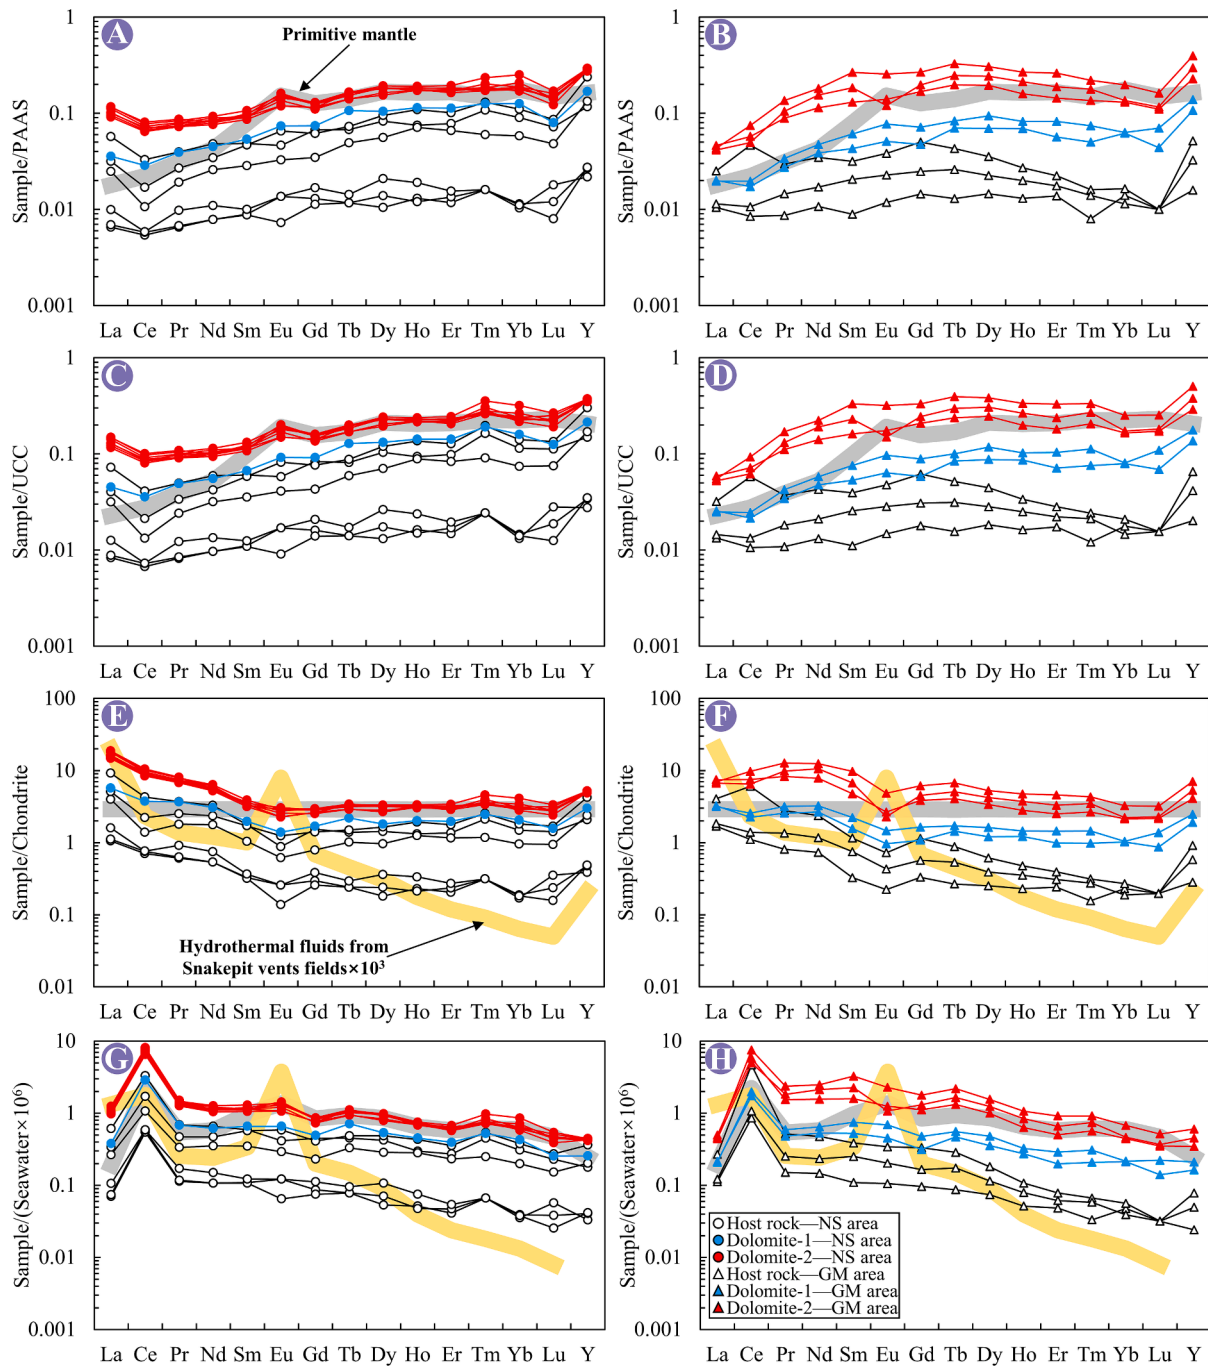 A
Primitive mantle
1
0.1
0.01
0.001
Sample/PAAS
La Ce Pr Nd Sm Eu Gd Tb Dy Ho Er Tm Yb Lu Y
B
1
0.1
0.01
0.001
Sample/PAAS
La Ce Pr Nd Sm Eu Gd Tb Dy Ho Er Tm Yb Lu Y
C
1
0.1
0.01
0.001
Sample/UCC
La Ce Pr Nd Sm Eu Gd Tb Dy Ho Er Tm Yb Lu Y
D
1
0.1
0.01
0.001
Sample/UCC
La Ce Pr Nd Sm Eu Gd Tb Dy Ho Er Tm Yb Lu Y
E
100
10
1
0.1
0.01
Sample/Chondrite
Hydrothermal fluids from
Snakepit vents fields×10³
La Ce Pr Nd Sm Eu Gd Tb Dy Ho Er Tm Yb Lu Y
F
100
10
1
0.1
0.01
Sample/Chondrite
La Ce Pr Nd Sm Eu Gd Tb Dy Ho Er Tm Yb Lu Y
G
10
1
0.1
0.01
0.001
Sample/(Seawater×10⁶)
La Ce Pr Nd Sm Eu Gd Tb Dy Ho Er Tm Yb Lu Y
H
10
1
0.1
0.01
0.001
Sample/(Seawater×10⁶)
Host rock—NS area
Dolomite-1—NS area
Dolomite-2—NS area
Host rock—GM area
Dolomite-1—GM area
Dolomite-2—GM area
La Ce Pr Nd Sm Eu Gd Tb Dy Ho Er Tm Yb Lu Y